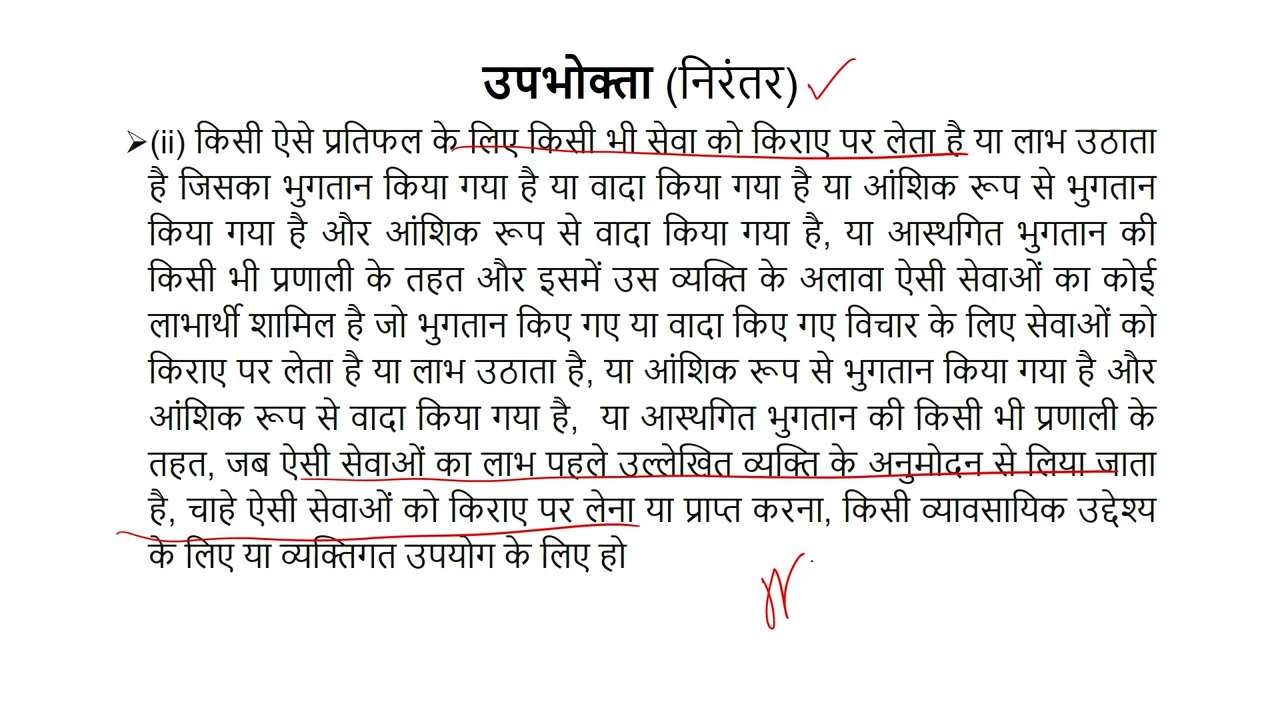 उपभोक्ता (निरंतर)
➢(ii) किसी ऐसे प्रतिफल के लिए किसी भी सेवा को किराए पर लेता है या लाभ उठाता
है जिसका भुगतान किया गया है या वादा किया गया है या आंशिक रूप से भुगतान
किया गया है और आंशिक रूप से वादा किया गया है, या आस्थगित भुगतान की
किसी भी प्रणाली के तहत और इसमें उस व्यक्ति के अलावा ऐसी सेवाओं का कोई
लाभार्थी शामिल है जो भुगतान किए गए या वादा किए गए विचार के लिए सेवाओं को
किराए पर लेता है या लाभ उठाता है, या आंशिक रूप से भुगतान किया गया है और
आंशिक रूप से वादा किया गया है, या आस्थगित भुगतान की किसी भी प्रणाली के
तहत, जब ऐसी सेवाओं का लाभ पहले उल्लेखित व्यक्ति के अनुमोदन से लिया जाता
है, चाहे ऐसी सेवाओं को किराए पर लेना या प्राप्त करना, किसी व्यावसायिक उद्देश्य
के लिए या व्यक्तिगत उपयोग के लिए हो